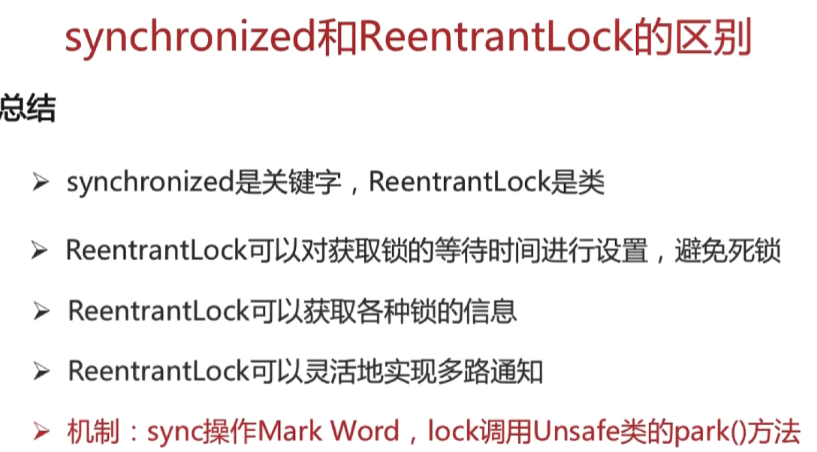 synchronized和ReentrantLock的区别
总结
synchronized是关键字，ReentrantLock是类
ReentrantLock可以对获取锁的等待时间进行设置，避免死锁
ReentrantLock可以获取各种锁的信息
ReentrantLock可以灵活地实现多路通知
机制：sync操作Mark Word，lock调用Unsafe类的park()方法